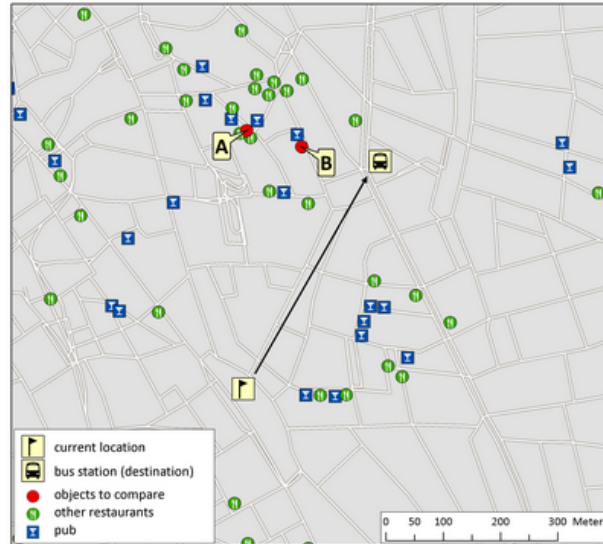 A
B
current location
bus station (destination)
objects to compare
other restaurants
pub
0 50 100 200 300 Meter